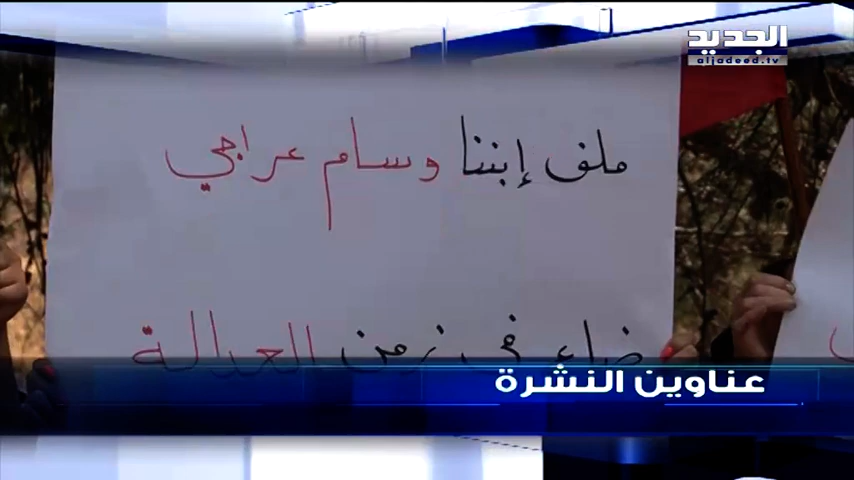 الجديد
aljadeed.tv
ملف إبننا وسام عراجي
ضاع في زمن العدالة
عناوين النشرة